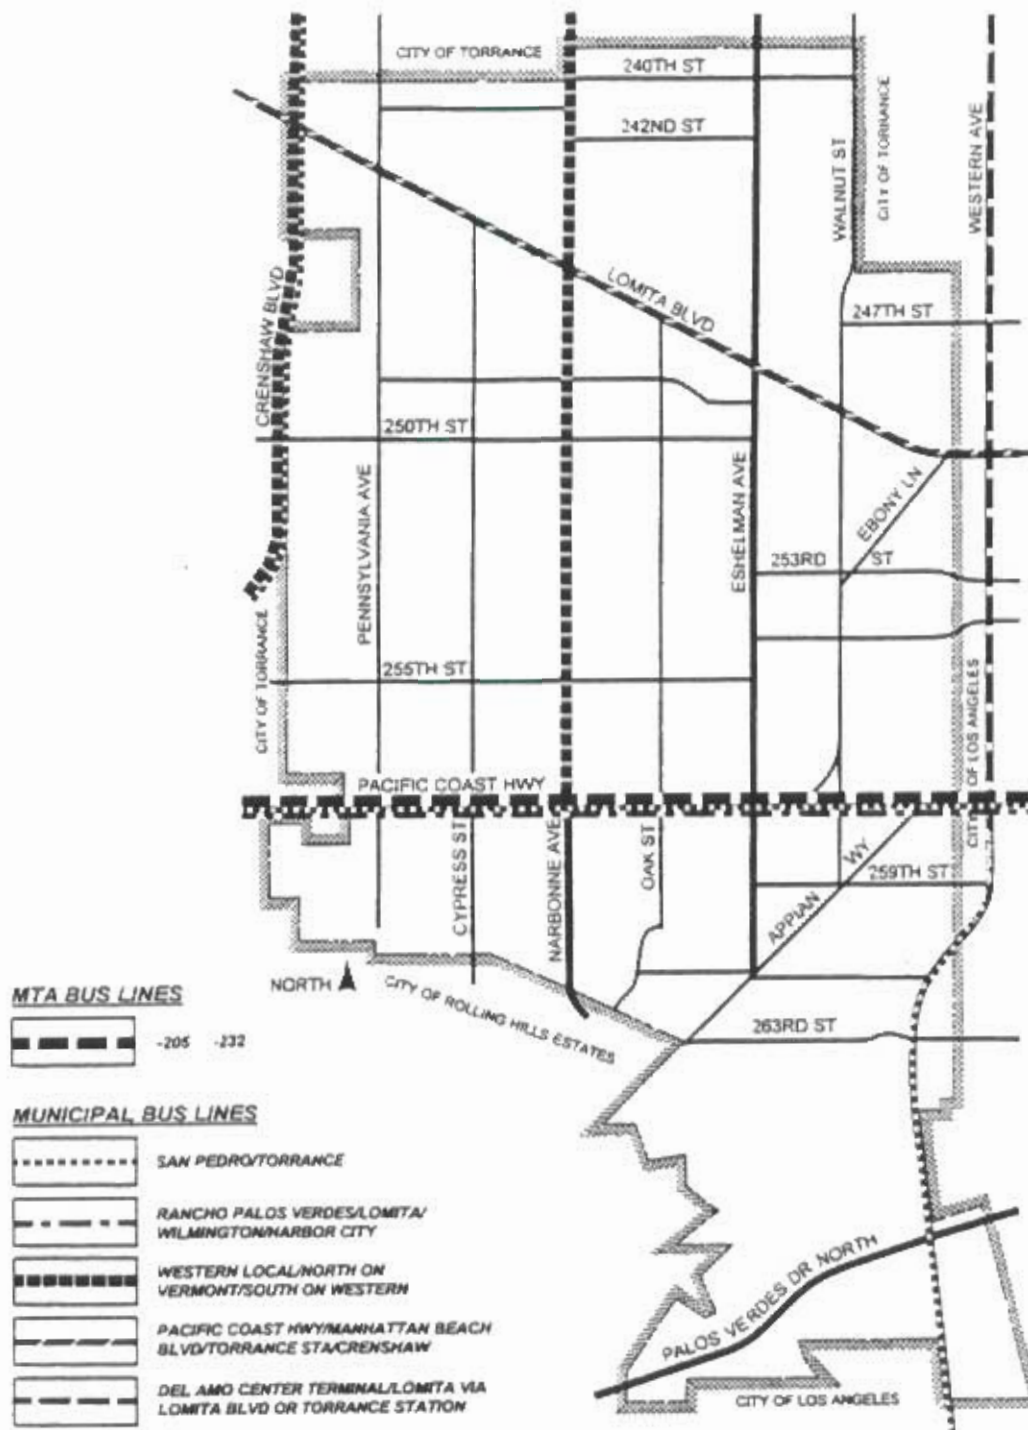 CITY OF TORRANCE
240TH ST
242ND ST
WALNUT ST
CITY OF TORRANCE
WESTERN AVE
CRENSHAW BLVD
LOMITA BLVD
247TH ST
250TH ST
PENNSYLVANIA AVE
ESHELMAN AVE
EBONY LN
253RD ST
CITY OF TORRANCE
255TH ST
CITY OF LOS ANGELES
PACIFIC COAST HWY
CYPRESS ST
NARBONNE AVE
OAK ST
APPIAN WY
259TH ST
NORTH
CITY OF ROLLING HILLS ESTATES
263RD ST
MTA BUS LINES
-205 -232
MUNICIPAL BUS LINES
SAN PEDRO/TORRANCE
RANCHO PALOS VERDES/LOMITA/
WILMINGTON/HARBOR CITY
WESTERN LOCAL/NORTH ON
VERMONT/SOUTH ON WESTERN
PACIFIC COAST HWY/MANHATTAN BEACH
BLVD/TORRANCE STA/CRENSHAW
DEL AMO CENTER TERMINAL/LOMITA VIA
LOMITA BLVD OR TORRANCE STATION
PALOS VERDES DR NORTH
CITY OF LOS ANGELES